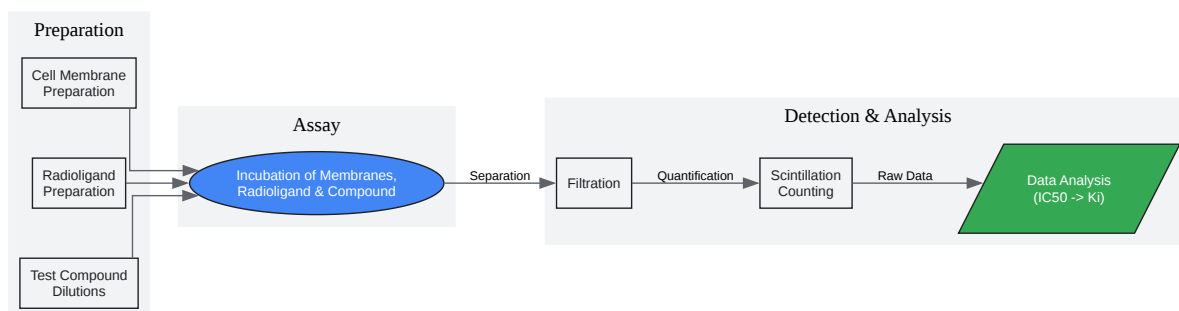 Preparation
Cell Membrane
Preparation
Radioligand
Preparation
Test Compound
Dilutions
Assay
Incubation of Membranes,
Radioligand & Compound
Separation
Detection & Analysis
Filtration
Quantification
Scintillation
Counting
Raw Data
Data Analysis
(IC50 -> Ki)